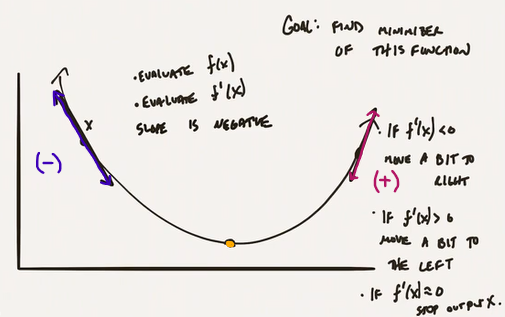 GOAL: FIND MINIMIZER
OF THIS FUNCTION
• EVALUATE f(x)
• EVALUATE f'(x)
SLOPE IS NEGATIVE
x
(-)
(+)
• IF f'(x) < 0
MOVE A BIT TO
RIGHT
• IF f'(x) > 0
MOVE A BIT TO
THE LEFT
• IF f'(x) ≈ 0
STOP OUTPUT X.